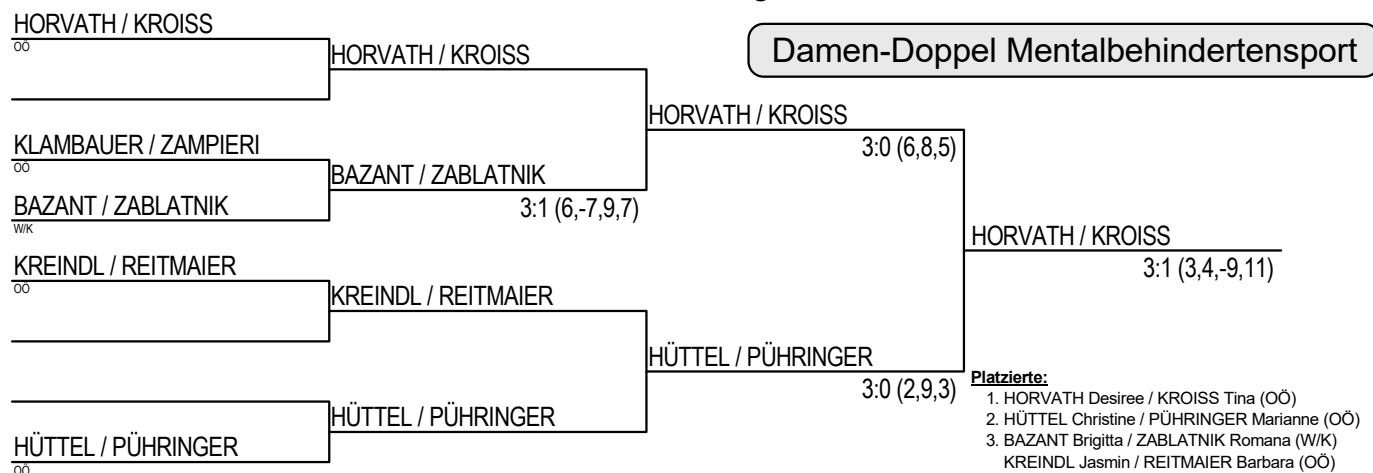 HORVATH / KROISS
OÖ
HORVATH / KROISS
Damen-Doppel Mentalbehindertensport
HORVATH / KROISS
3:0 (6,8,5)
KLAMBAUER / ZAMPIERI
OÖ
BAZANT / ZABLATNIK
3:1 (6,-7,9,7)
BAZANT / ZABLATNIK
W/K
HORVATH / KROISS
3:1 (3,4,-9,11)
KREINDL / REITMAIER
OÖ
KREINDL / REITMAIER
HÜTTEL / PÜHRINGER
3:0 (2,9,3)
HÜTTEL / PÜHRINGER
HÜTTEL / PÜHRINGER
OÖ
Platzierte:
1. HORVATH Desiree / KROISS Tina (OÖ)
2. HÜTTEL Christine / PÜHRINGER Marianne (OÖ)
3. BAZANT Brigitta / ZABLATNIK Romana (W/K)
KREINDL Jasmin / REITMAIER Barbara (OÖ)